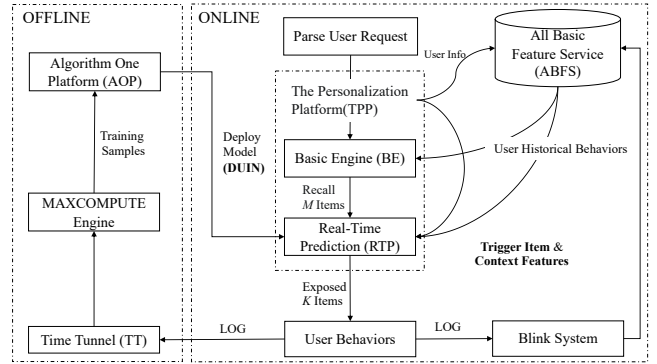 OFFLINE
Algorithm One
Platform (AOP)
Training
Samples
MAXCOMPUTE
Engine
Time Tunnel (TT)
ONLINE
Parse User Request
User Info
All Basic
Feature Service
(ABFS)
The Personalization
Platform(TPP)
Deploy
Model
(DUIN)
Basic Engine (BE)
User Historical Behaviors
Recall
M Items
Real-Time
Prediction (RTP)
Trigger Item &
Context Features
Exposed
K Items
LOG
User Behaviors
LOG
Blink System